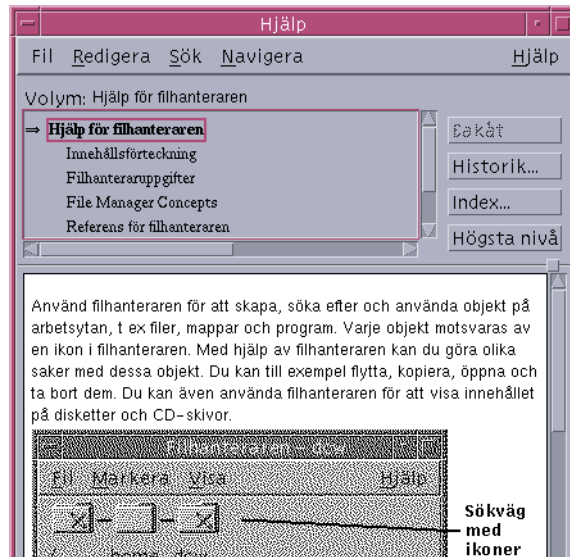 Hjälp
Fil Redigera Sök Navigera Hjälp
Volym: Hjälp för filhanteraren
⇒ Hjälp för filhanteraren
Innehållsförteckning
Filhanteraruppgifter
File Manager Concepts
Referens för filhanteraren
Bakåt
Historik...
Index...
Högsta nivå
Använd filhanteraren för att skapa, söka efter och använda objekt på
arbetsytan, t ex filer, mappar och program. Varje objekt motsvaras av
en ikon i filhanteraren. Med hjälp av filhanteraren kan du göra olika
saker med dessa objekt. Du kan till exempel flytta, kopiera, öppna och
ta bort dem. Du kan även använda filhanteraren för att visa innehållet
på disketter och CD-skivor.
Filhanteraren - dow
Fil Markera Visa Hjälp
Sökväg
med
ikoner
/ home dow